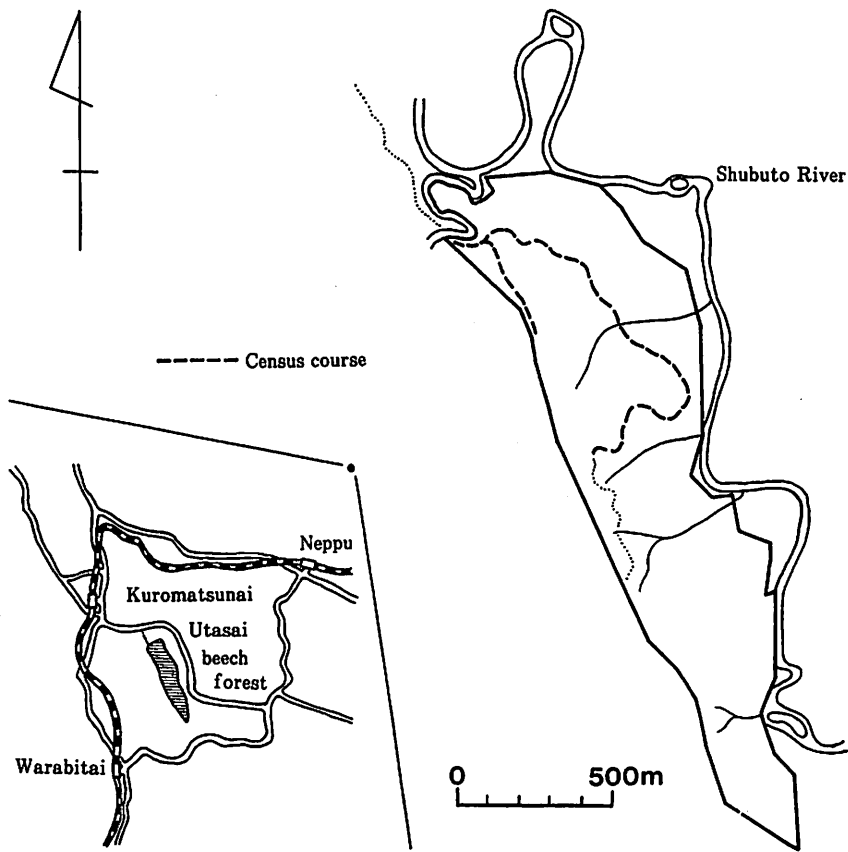 Shubuto River
Census course
Neppu
Kuromatsunai
Utasai
beech
forest
Warabitai
0 500m